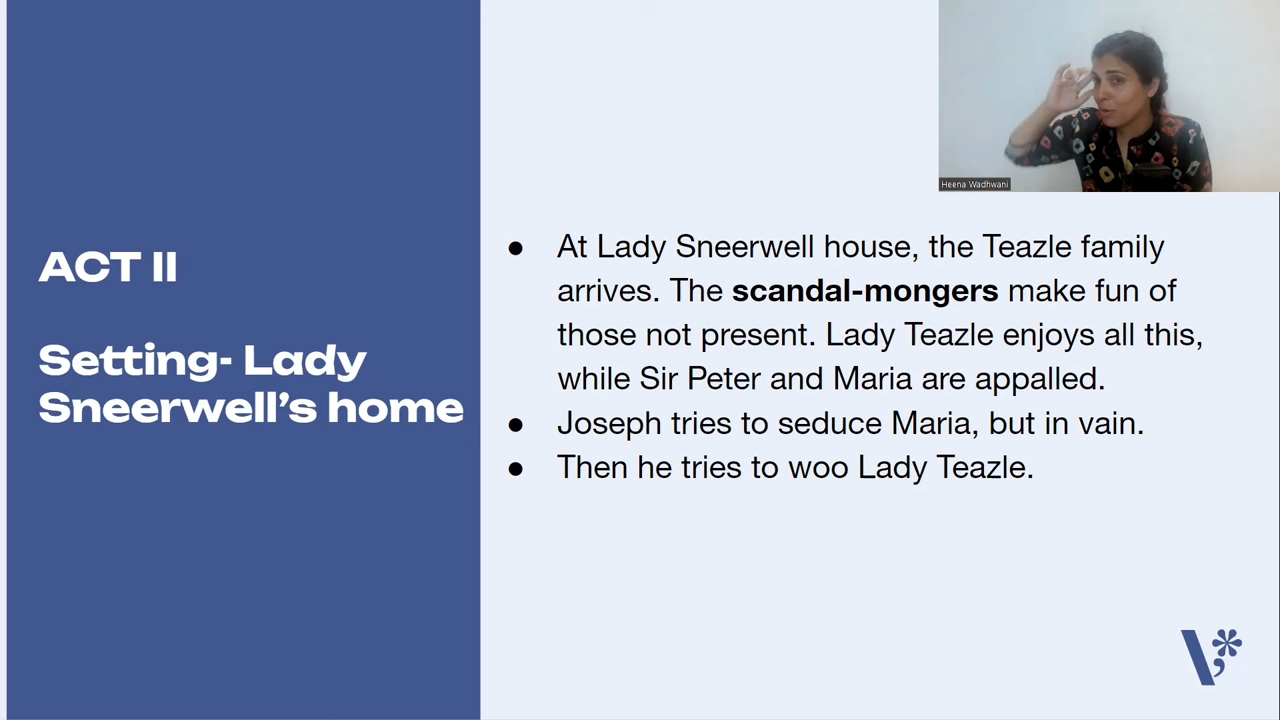 Heena Wadhwani
ACT II
Setting- Lady
Sneerwell's home
● At Lady Sneerwell house, the Teazle family
arrives. The scandal-mongers make fun of
those not present. Lady Teazle enjoys all this,
while Sir Peter and Maria are appalled.
● Joseph tries to seduce Maria, but in vain.
● Then he tries to woo Lady Teazle.